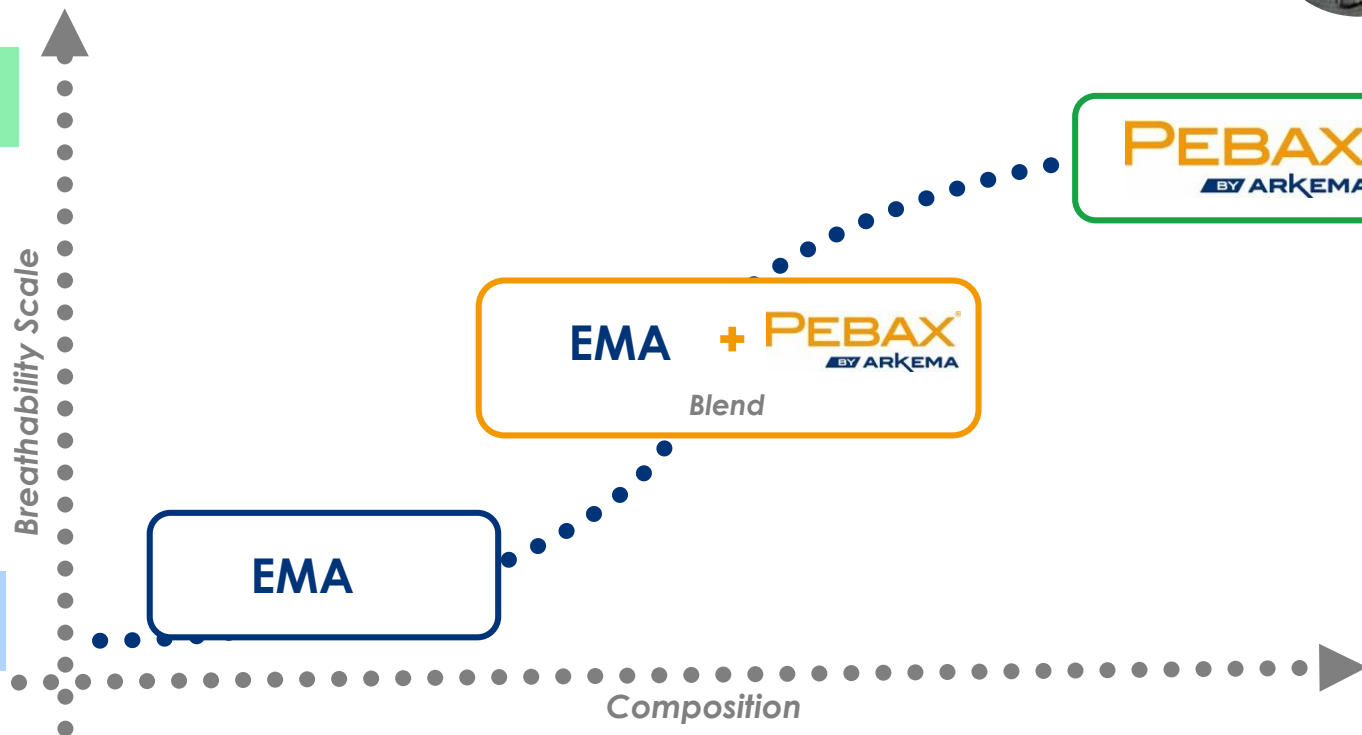 PEBAX
BY ARKEMA
EMA + PEBAX®
BY ARKEMA
Blend
EMA
Breathability Scale
Composition